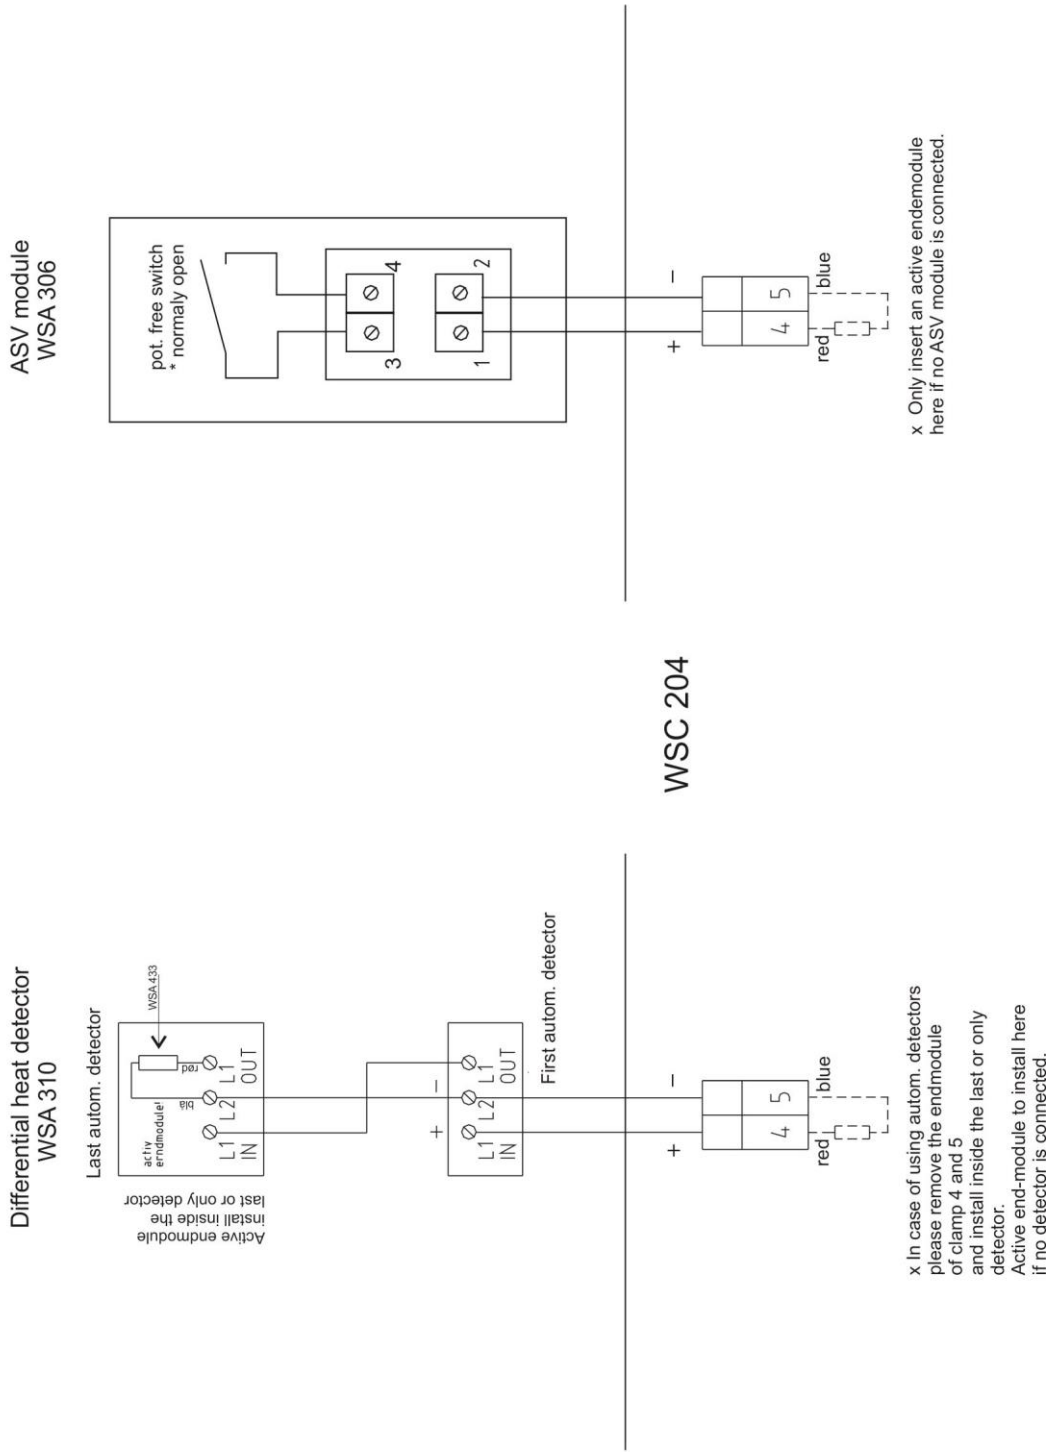 Differential heat detector
WSA 310
Last autom. detector
WSA 433
activ
erndmodule!
blå
rød
L1
IN
L2
L1
OUT
Active endmodule
install inside the
last or only detector
+
−
L1
IN
L2
L1
OUT
First autom. detector
+
−
4
5
red
blue
x In case of using autom. detectors
please remove the endmodule
of clamp 4 and 5
and install inside the last or only
detector.
Active end-module to install here
if no detector is connected.
WSC 204
ASV module
WSA 306
pot. free switch
* normaly open
3
4
1
2
+
−
4
5
red
blue
x Only insert an active endemodule
here if no ASV module is connected.